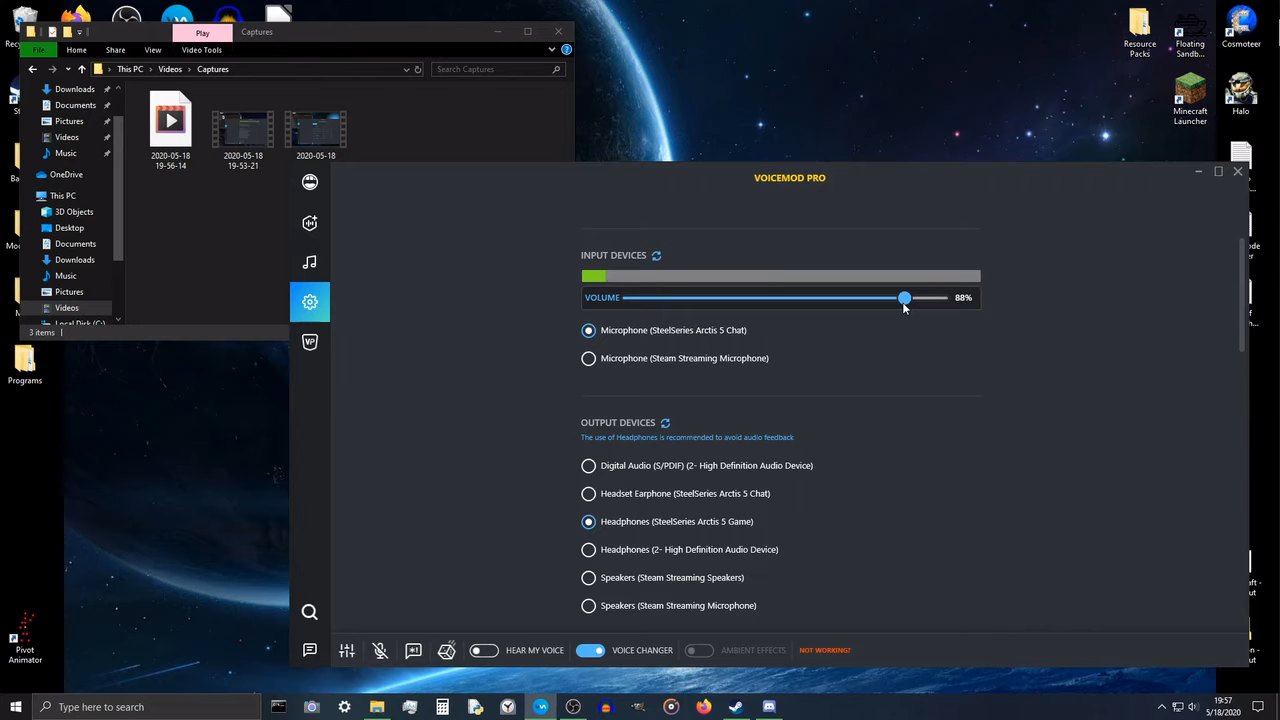 Play
Captures
File
Home
Share
View
Video Tools
This PC
Videos
Captures
Search Captures
Downloads
Documents
Pictures
Videos
Music
OneDrive
This PC
3D Objects
Desktop
Documents
Downloads
Music
Pictures
Videos
Local Disk (C:)
2020-05-18
19-56-14
2020-05-18
19-53-21
2020-05-18
3 items
Resource
Packs
Floating
Sandb...
Cosmoteer
Minecraft
Launcher
Halo
Programs
Pivot
Animator
VOICEMOD PRO
INPUT DEVICES
VOLUME
88%
Microphone (SteelSeries Arctis 5 Chat)
Microphone (Steam Streaming Microphone)
OUTPUT DEVICES
The use of Headphones is recommended to avoid audio feedback
Digital Audio (S/PDIF) (2- High Definition Audio Device)
Headset Earphone (SteelSeries Arctis 5 Chat)
Headphones (SteelSeries Arctis 5 Game)
Headphones (2- High Definition Audio Device)
Speakers (Steam Streaming Speakers)
Speakers (Steam Streaming Microphone)
VP
HEAR MY VOICE
VOICE CHANGER
AMBIENT EFFECTS
NOT WORKING?
Type here to search
19:57
5/18/2020